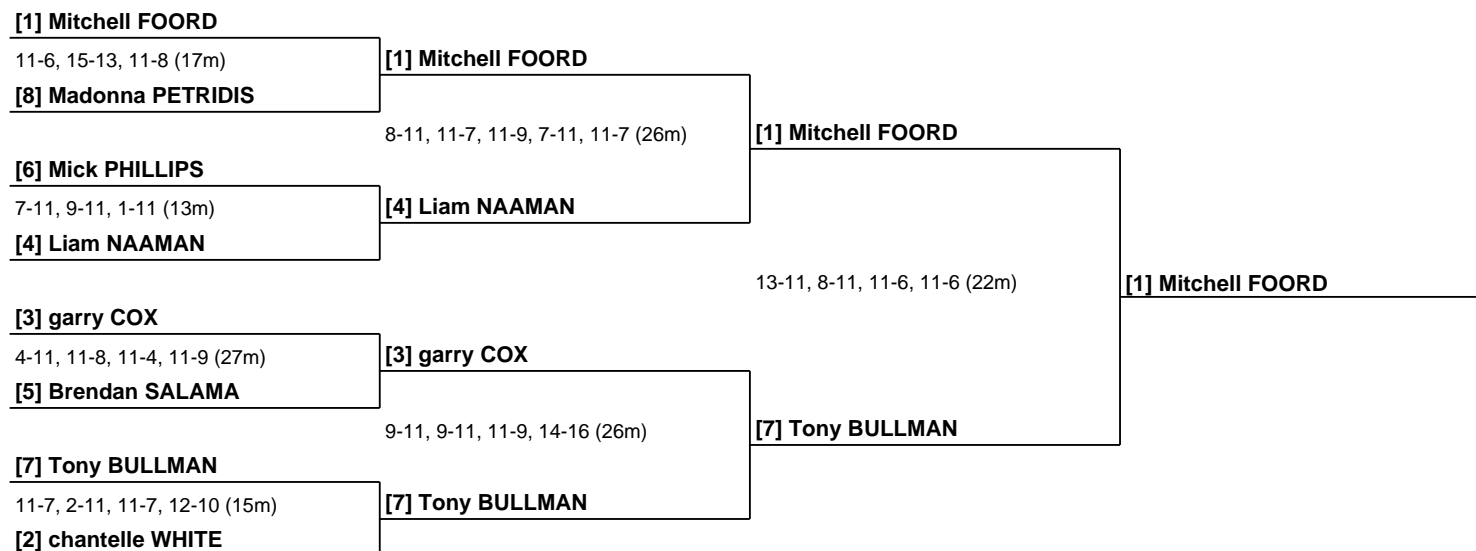 [1] Mitchell FOORD
11-6, 15-13, 11-8 (17m)
[1] Mitchell FOORD
[8] Madonna PETRIDIS
8-11, 11-7, 11-9, 7-11, 11-7 (26m)
[1] Mitchell FOORD
[6] Mick PHILLIPS
7-11, 9-11, 1-11 (13m)
[4] Liam NAAMAN
[4] Liam NAAMAN
13-11, 8-11, 11-6, 11-6 (22m)
[1] Mitchell FOORD
[3] garry COX
4-11, 11-8, 11-4, 11-9 (27m)
[3] garry COX
[5] Brendan SALAMA
9-11, 9-11, 11-9, 14-16 (26m)
[7] Tony BULLMAN
[7] Tony BULLMAN
11-7, 2-11, 11-7, 12-10 (15m)
[7] Tony BULLMAN
[2] chantelle WHITE